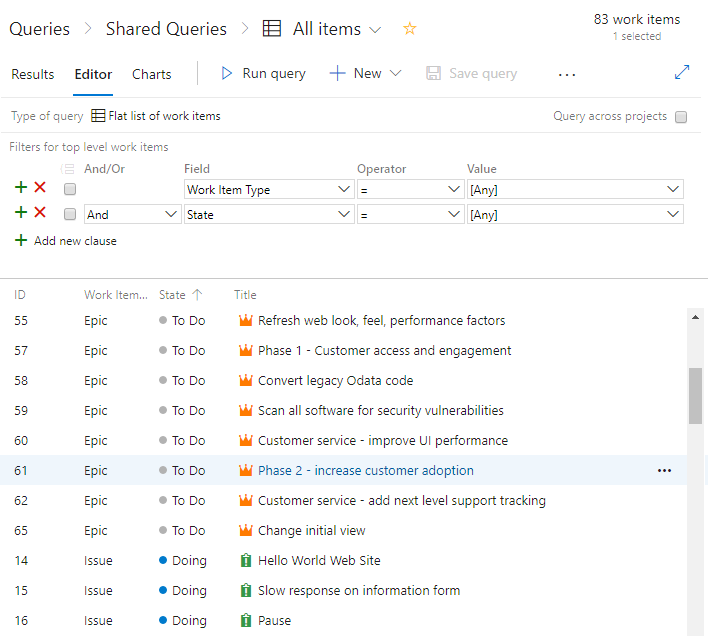 Queries > Shared Queries > All items
83 work items
1 selected
Results Editor Charts Run query New Save query ...
Type of query Flat list of work items Query across projects
Filters for top level work items
And/Or Field Operator Value
Work Item Type = [Any]
And State = [Any]
Add new clause
ID Work Item... State Title
55 Epic To Do Refresh web look, feel, performance factors
57 Epic To Do Phase 1 - Customer access and engagement
58 Epic To Do Convert legacy Odata code
59 Epic To Do Scan all software for security vulnerabilities
60 Epic To Do Customer service - improve UI performance
61 Epic To Do Phase 2 - increase customer adoption ...
62 Epic To Do Customer service - add next level support tracking
65 Epic To Do Change initial view
14 Issue Doing Hello World Web Site
15 Issue Doing Slow response on information form
16 Issue Doing Pause